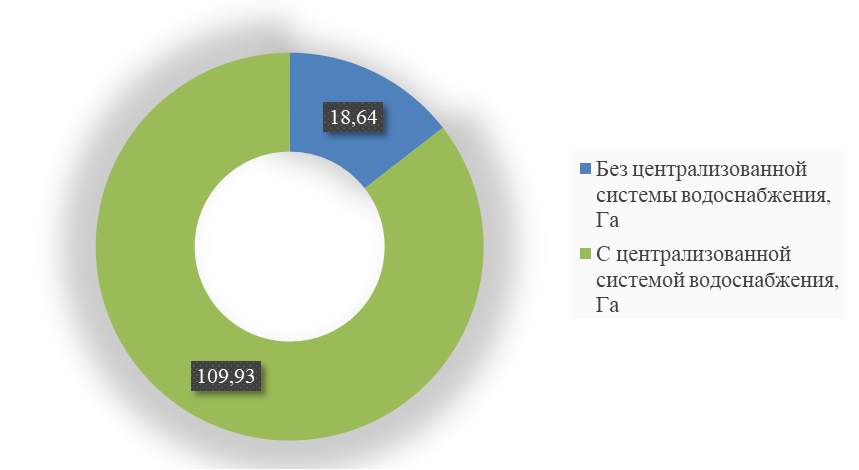 18,64
109,93
Без централизованной
системы водоснабжения,
Га
С централизованной
системой водоснабжения,
Га